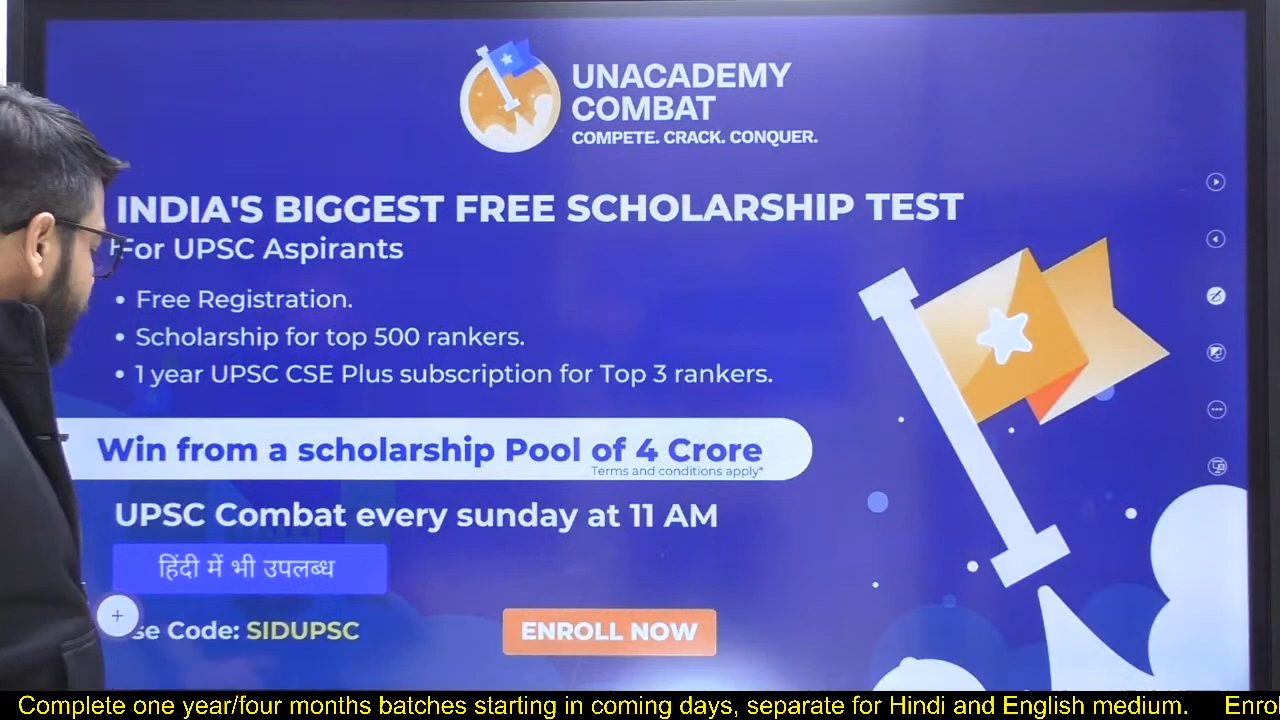 UNACADEMY
COMBAT
COMPETE. CRACK. CONQUER.
INDIA'S BIGGEST FREE SCHOLARSHIP TEST
For UPSC Aspirants
• Free Registration.
• Scholarship for top 500 rankers.
• 1 year UPSC CSE Plus subscription for Top 3 rankers.
Win from a scholarship Pool of 4 Crore
Terms and conditions apply*
UPSC Combat every sunday at 11 AM
हिंदी में भी उपलब्ध
se Code: SIDUPSC
ENROLL NOW
Complete one year/four months batches starting in coming days, separate for Hindi and English medium. Enro